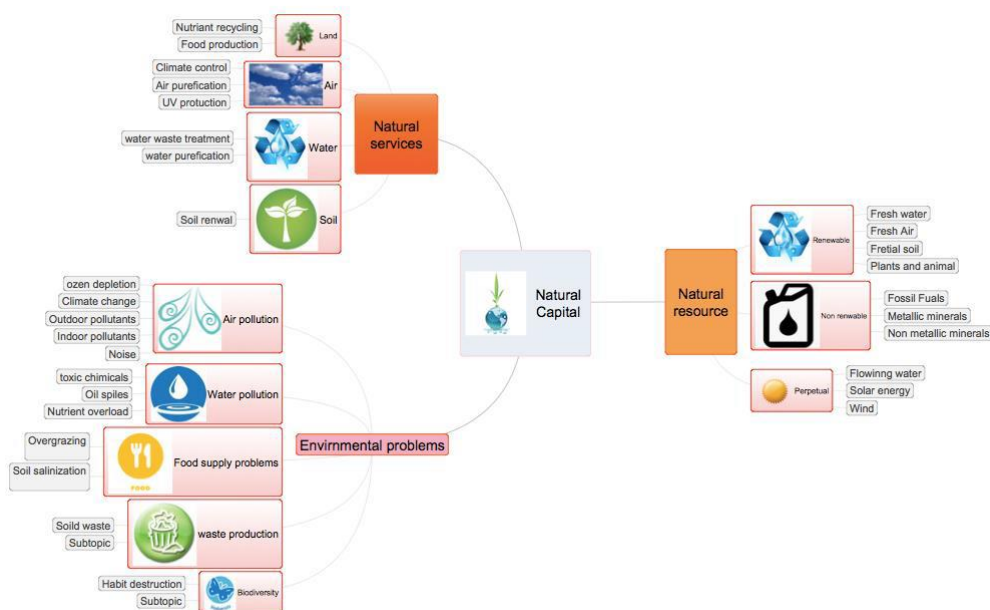 Nutriant recycling
Food production
Land
Climate control
Air purefication
UV protuction
Air
water waste treatment
water purefication
Water
Soil renwal
Soil
Natural
services
ozen depletion
Climate change
Outdoor pollutants
Indoor pollutants
Noise
Air pollution
toxic chimicals
Oil spiles
Nutrient overload
Water pollution
Overgrazing
Soil salinization
FOOD
Food supply problems
Soild waste
Subtopic
waste production
Habit destruction
Subtopic
Biodiversity
Envirnmental problems
Natural
Capital
Natural
resource
Renewable
Fresh water
Fresh Air
Fretial soil
Plants and animal
Non renwable
Fossil Fuals
Metallic minerals
Non metallic minerals
Perpetual
Flowinng water
Solar energy
Wind